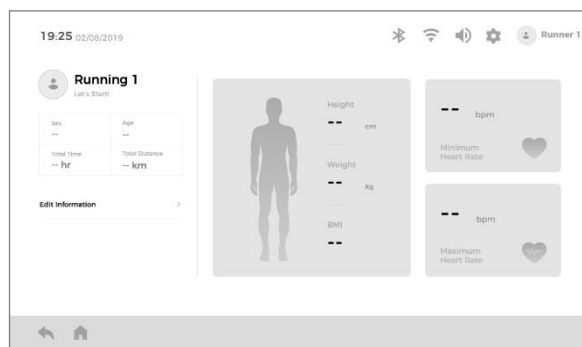 19:25 02/08/2019
Runner 1
Running 1
Let's Start!
Sex
Age
--
--
Total Time
Total Distance
-- hr
-- km
Edit Information
Height
-- cm
Weight
-- kg
BMI
--
-- bpm
Minimum
Heart Rate
-- bpm
Maximum
Heart Rate